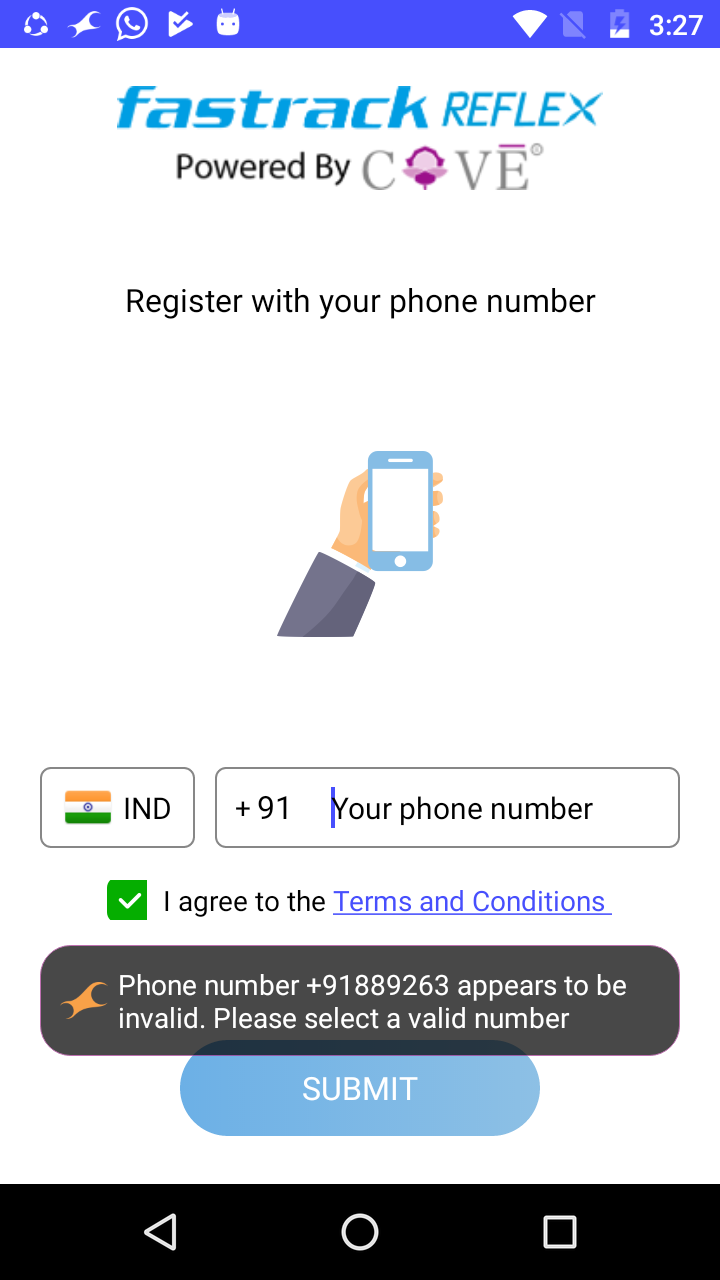 3:27
fastrack REFLEX
Powered By COVE®
Register with your phone number
IND
+ 91 Your phone number
I agree to the Terms and Conditions
Phone number +91889263 appears to be
invalid. Please select a valid number
SUBMIT